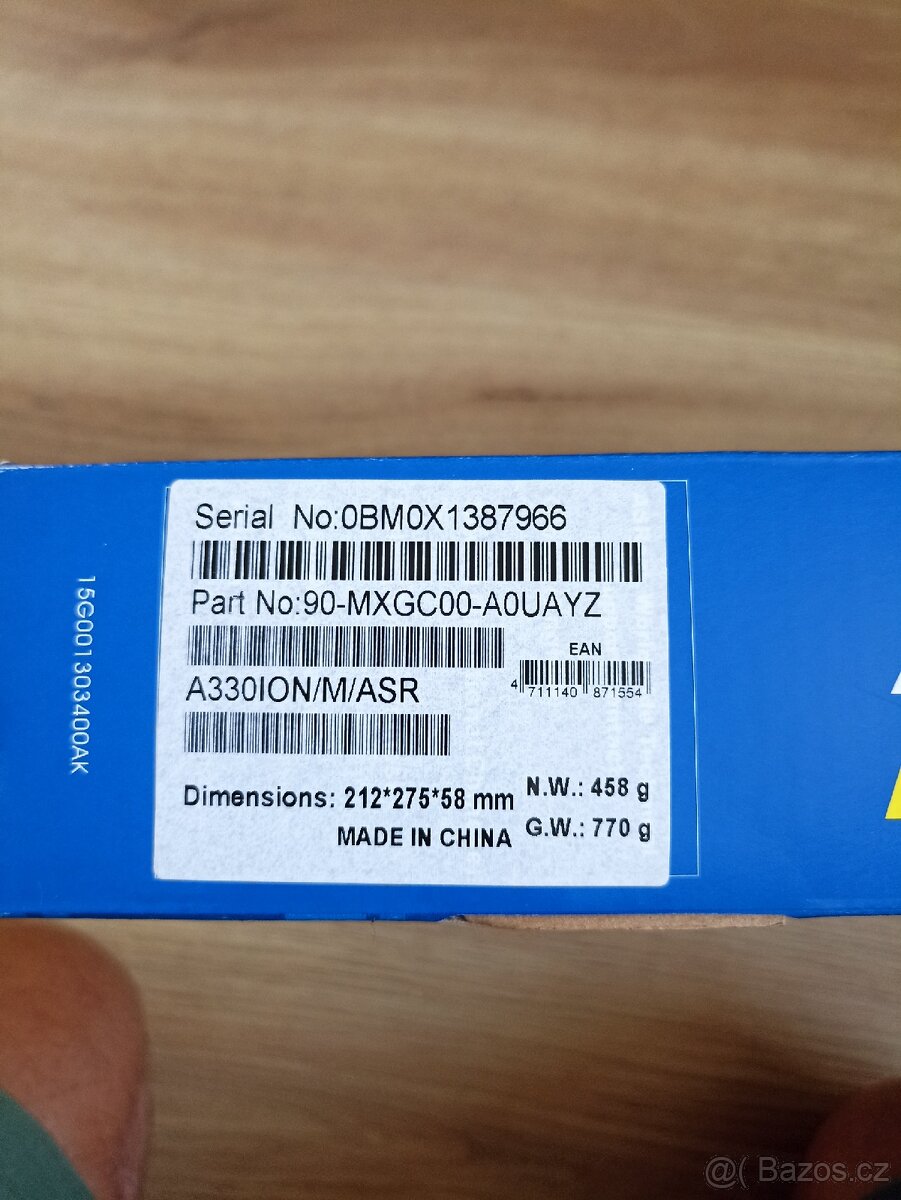 Serial No:0BM0X1387966
Part No:90-MXGC00-A0UAYZ
EAN
4 711140 871554
A330ION/M/ASR
Dimensions: 212*275*58 mm
N.W.: 458 g
MADE IN CHINA
G.W.: 770 g
15G001303400AK
@( Bazos.cz